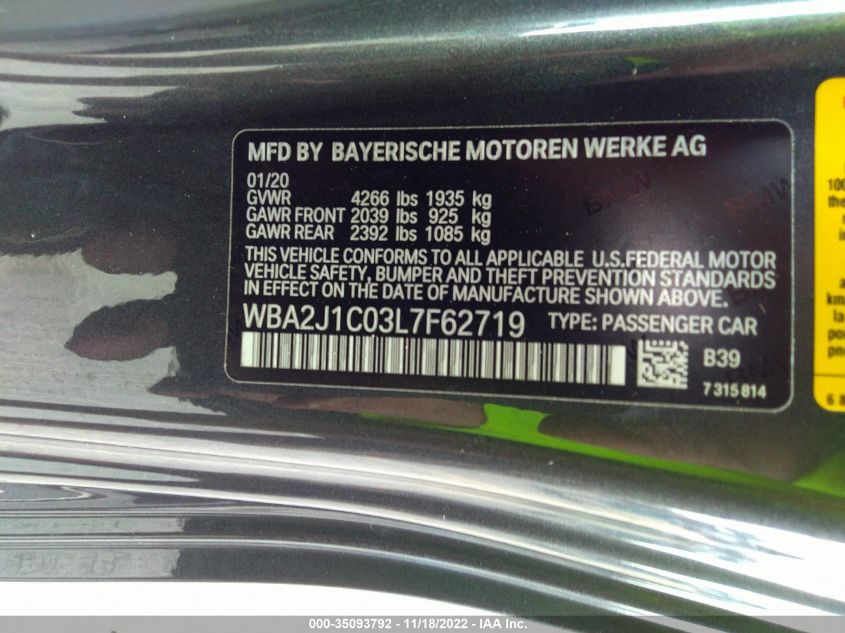 MFD BY BAYERISCHE MOTOREN WERKE AG
01/20
GVWR 4266 lbs 1935 kg
GAWR FRONT 2039 lbs 925 kg
GAWR REAR 2392 lbs 1085 kg
THIS VEHICLE CONFORMS TO ALL APPLICABLE U.S.FEDERAL MOTOR
VEHICLE SAFETY, BUMPER AND THEFT PREVENTION STANDARDS
IN EFFECT ON THE DATE OF MANUFACTURE SHOWN ABOVE.
WBA2J1C03L7F62719 TYPE: PASSENGER CAR
B39
7 315 814
000-35093792 - 11/18/2022 - IAA Inc.